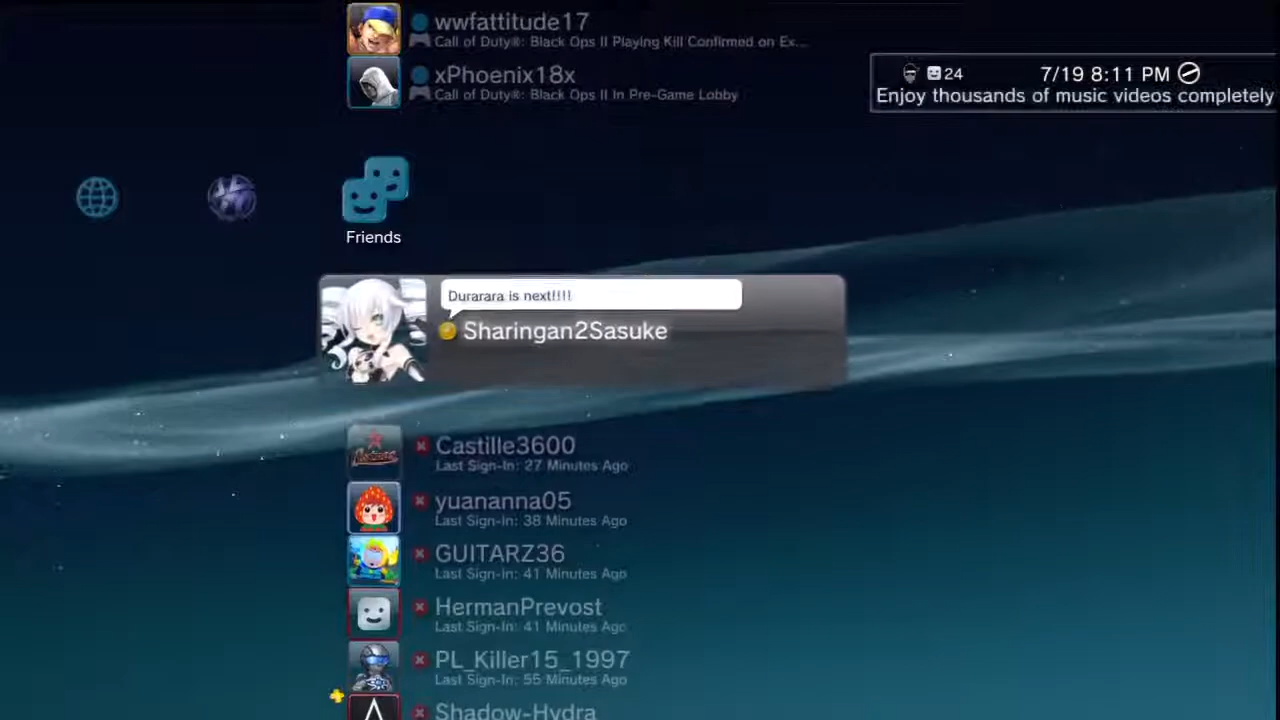 wwfattitude17
Call of Duty®: Black Ops II Playing Kill Confirmed on Ex...
xPhoenix18x
Call of Duty®: Black Ops II In Pre-Game Lobby
24 7/19 8:11 PM
Enjoy thousands of music videos completely
Friends
Durarara is next!!!!
Sharingan2Sasuke
Castille3600
Last Sign-In: 27 Minutes Ago
yuananna05
Last Sign-In: 38 Minutes Ago
GUITARZ36
Last Sign-In: 41 Minutes Ago
HermanPrevost
Last Sign-In: 41 Minutes Ago
PL_Killer15_1997
Last Sign-In: 55 Minutes Ago
Shadow-Hydra